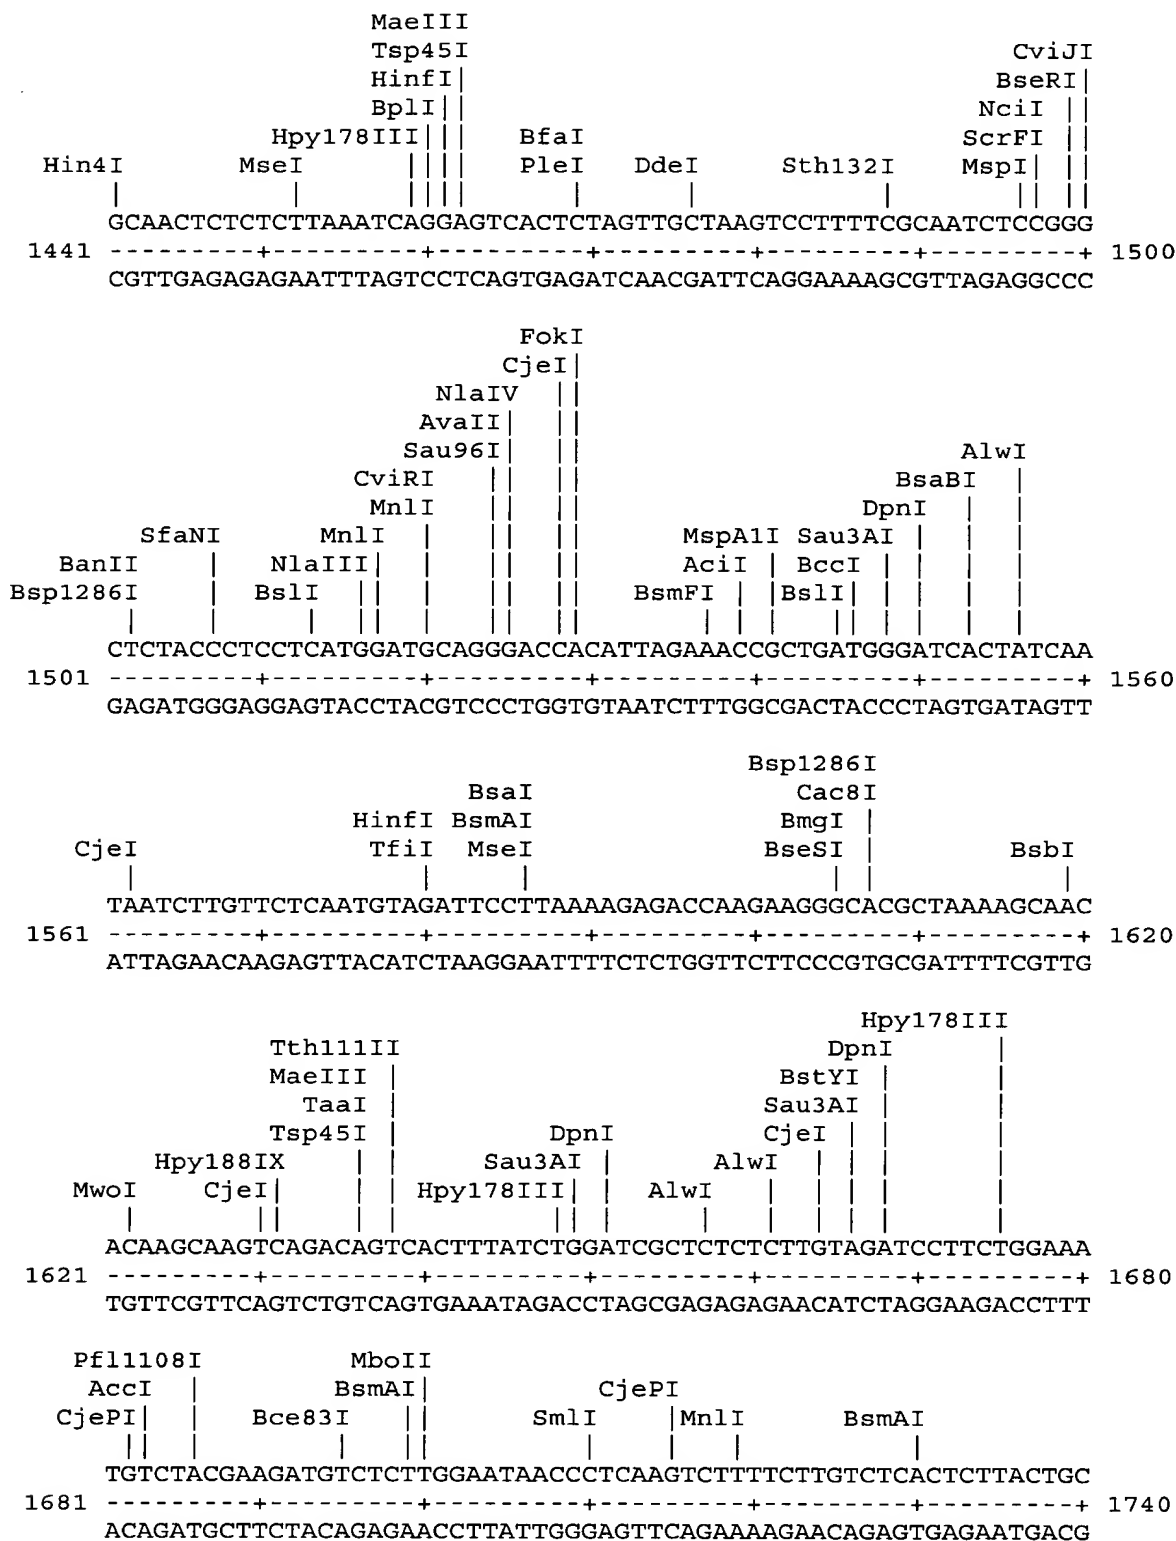 MaeIII
Tsp45I
HinfI| CviJI
BplI|| BseRI|
Hpy178III||| BfaI NciI ||
Hin4I MseI |||| PleI DdeI Sth132I ScrFI ||
MspI| ||
GCAACTCTCTCTTAAATCAGGAGTCACTCTAGTTGCTAAGTCCTTTTCGCAATCTCCGGG
1441 ---------+---------+---------+---------+---------+---------+ 1500
CGTTGAGAGAGAATTTAGTCCTCAGTGAGATCAACGATTCAGGAAAAGCGTTAGAGGCCC
FokI
CjeI|
NlaIV ||
AvaII| ||
Sau96I| || AlwI
CviRI || || BsaBI |
MnlI || || DpnI | |
SfaNI MnlI | || || MspA1I Sau3AI | | |
BanII | NlaIII| | || || AciI | BccI | | | |
Bsp1286I | BslI || | || || BsmFI | | BslI| | | | |
CTCTACCCTCCTCATGGATGCAGGGACCACATTAGAAACCGCTGATGGGATCACTATCAA
1501 ---------+---------+---------+---------+---------+---------+ 1560
GAGATGGGAGGAGTACCTACGTCCCTGGTGTAATCTTTGGCGACTACCCTAGTGATAGTT
Bsp1286I
BsaI Cac8I
HinfI BsmAI BmgI |
CjeI TfiI MseI BseSI | BsbI
TAATCTTGTTCTCAATGTAGATTCCTTAAAAGAGACCAAGAAGGGCACGCTAAAAGCAAC
1561 ---------+---------+---------+---------+---------+---------+ 1620
ATTAGAACAAGAGTTACATCTAAGGAATTTTCTCTGGTTCTTCCCGTGCGATTTTCGTTG
Hpy178III
Tth111II DpnI |
MaeIII | BstYI | |
TaaI | Sau3AI | |
Tsp45I | DpnI CjeI | | |
Hpy188IX | | Sau3AI | AlwI | | | |
MwoI CjeI| | | Hpy178III| | AlwI | | | | |
ACAAGCAAGTCAGACAGTCACTTTATCTGGATCGCTCTCTCTTGTAGATCCTTCTGGAAA
1621 ---------+---------+---------+---------+---------+---------+ 1680
TGTTCGTTCAGTCTGTCAGTGAAATAGACCTAGCGAGAGAGAACATCTAGGAAGACCTTT
Pfl1108I MboII
AccI | BsmAI| CjePI
CjePI| | Bce83I || SmlI |MnlI BsmAI
TGTCTACGAAGATGTCTCTTGGAATAACCCTCAAGTCTTTTCTTGTCTCACTCTTACTGC
1681 ---------+---------+---------+---------+---------+---------+ 1740
ACAGATGCTTCTACAGAGAACCTTATTGGGAGTTCAGAAAAGAACAGAGTGAGAATGACG